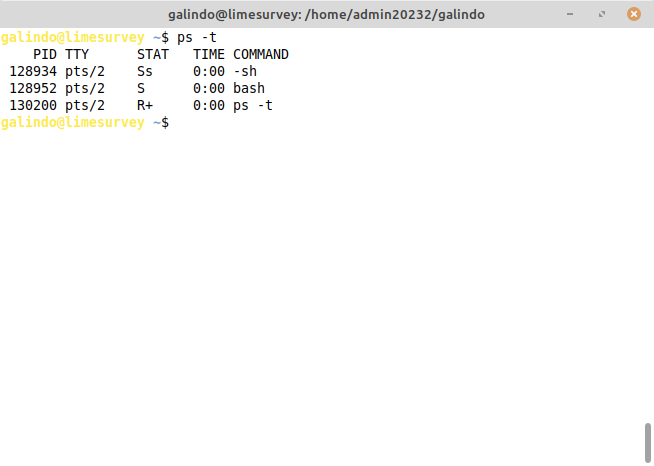 galindo@limesurvey: /home/admin20232/galindo
galindo@limesurvey ~$ ps -t
    PID TTY      STAT   TIME COMMAND
 128934 pts/2    Ss     0:00 -sh
 128952 pts/2    S      0:00 bash
 130200 pts/2    R+     0:00 ps -t
galindo@limesurvey ~$